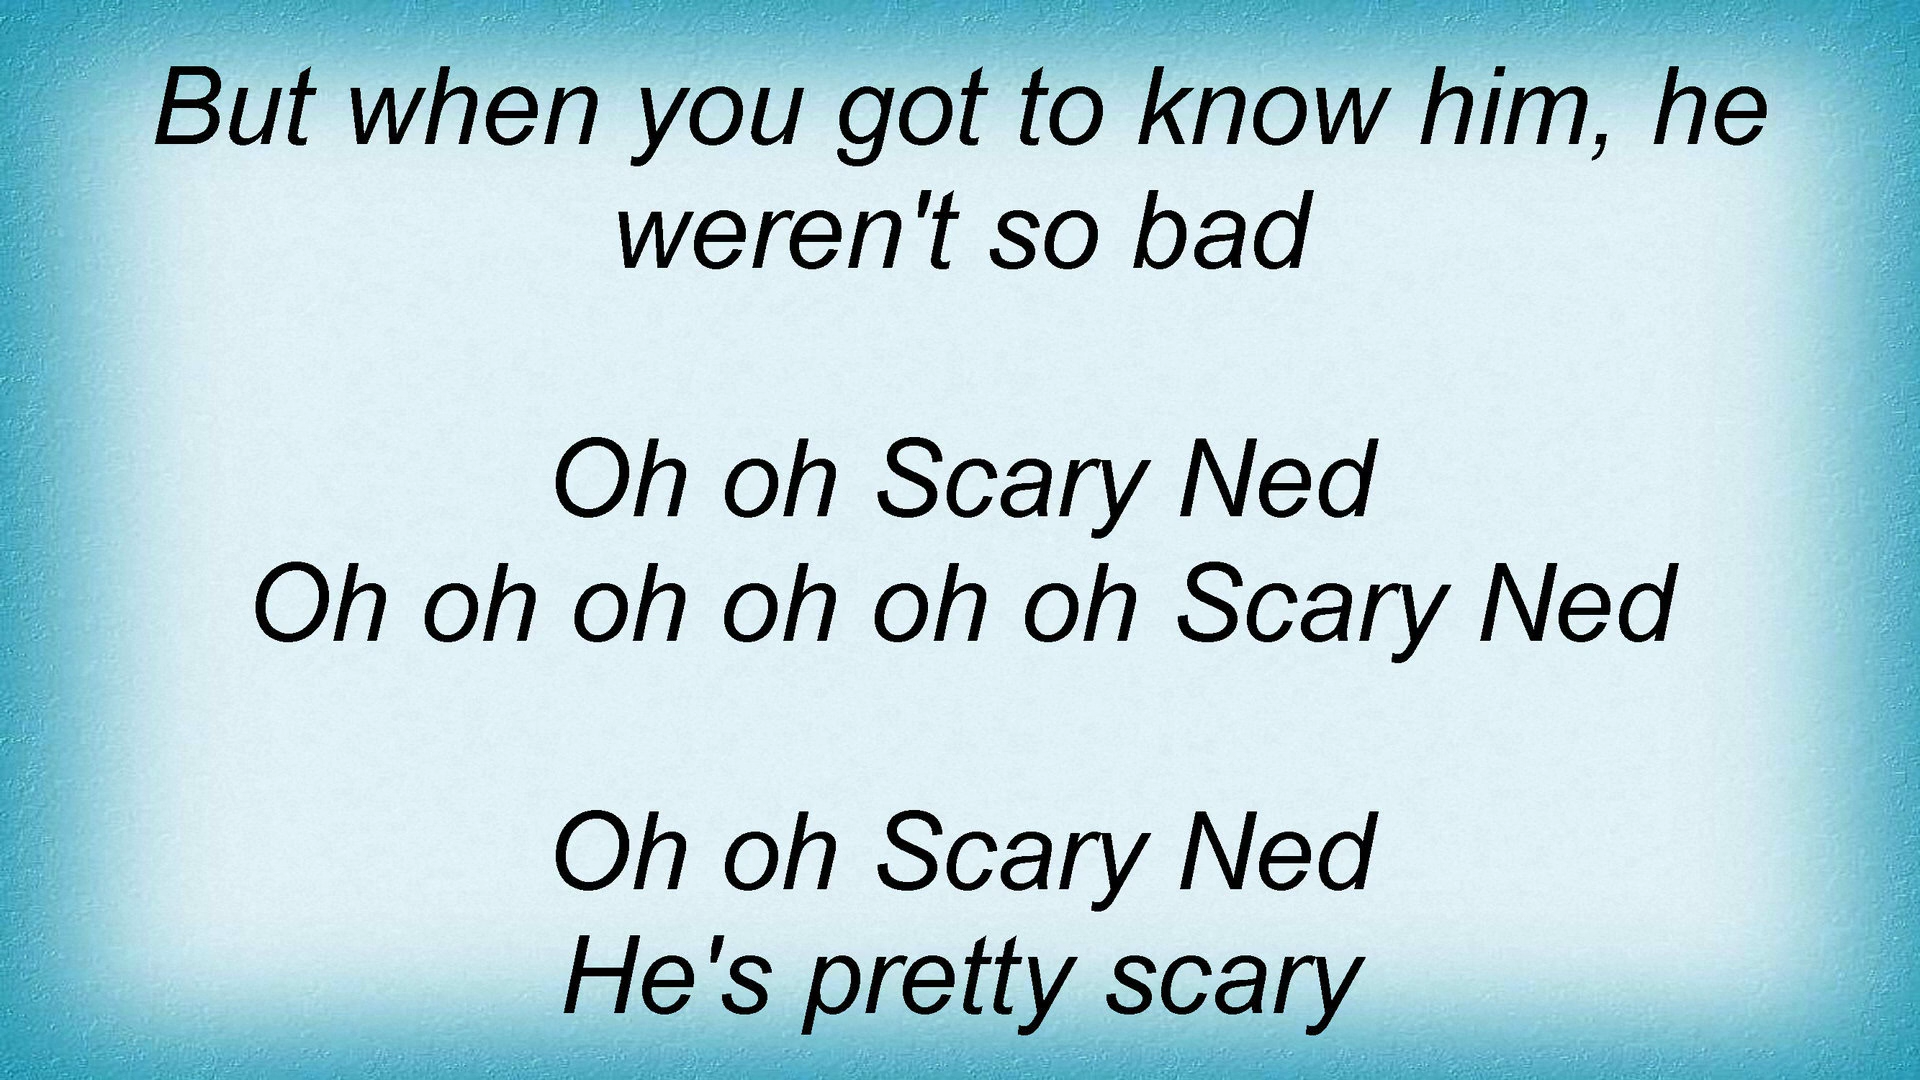 But when you got to know him, he
weren't so bad
Oh oh Scary Ned
Oh oh oh oh oh oh Scary Ned
Oh oh Scary Ned
He's pretty scary